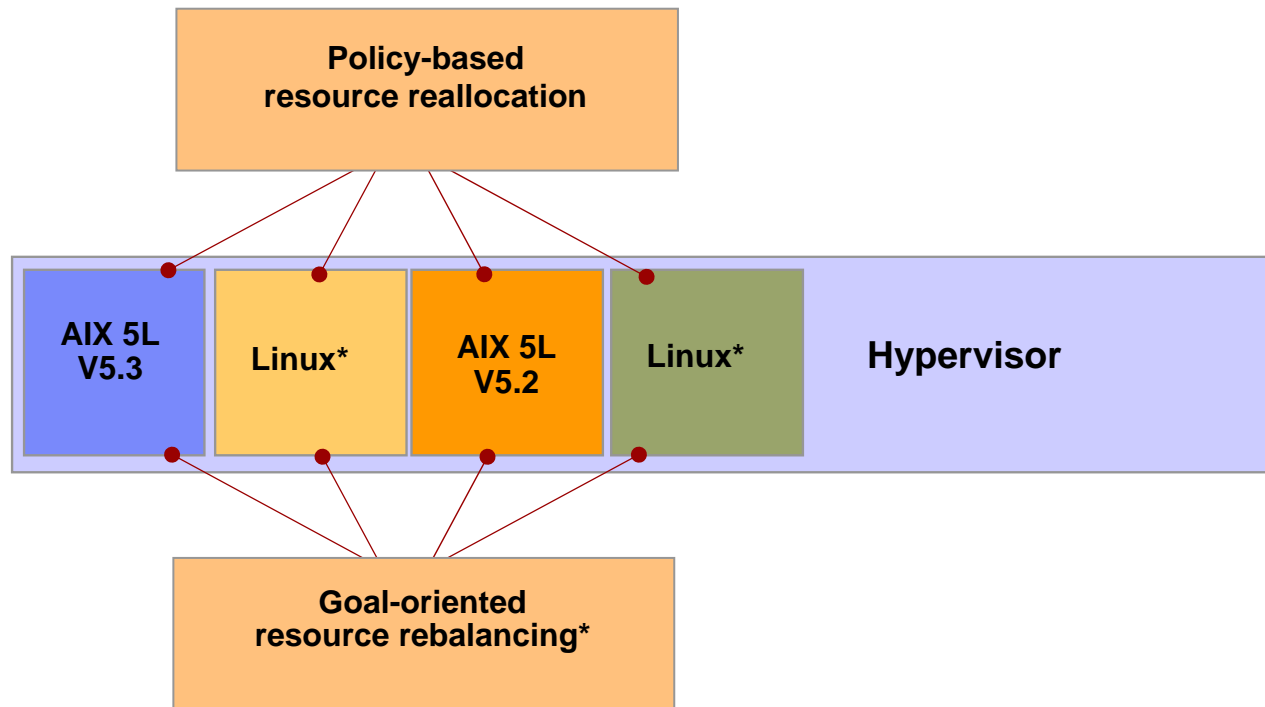 Policy-based
resource reallocation
AIX 5L
V5.3
Linux*
AIX 5L
V5.2
Linux*
Hypervisor
Goal-oriented
resource rebalancing*